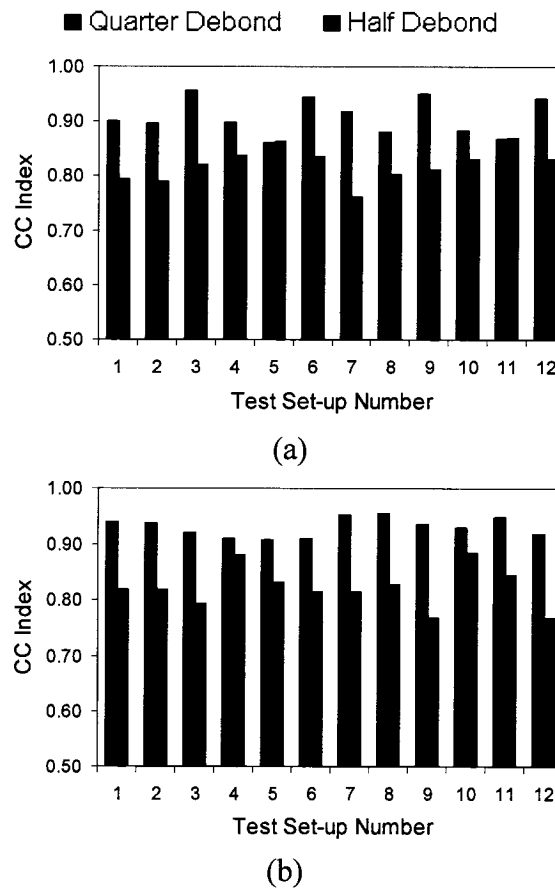 Quarter Debond Half Debond
1.00
0.90
0.80
0.70
0.60
0.50
CC Index
1 2 3 4 5 6 7 8 9 10 11 12
Test Set-up Number
(a)
1.00
0.90
0.80
0.70
0.60
0.50
CC Index
1 2 3 4 5 6 7 8 9 10 11 12
Test Set-up Number
(b)